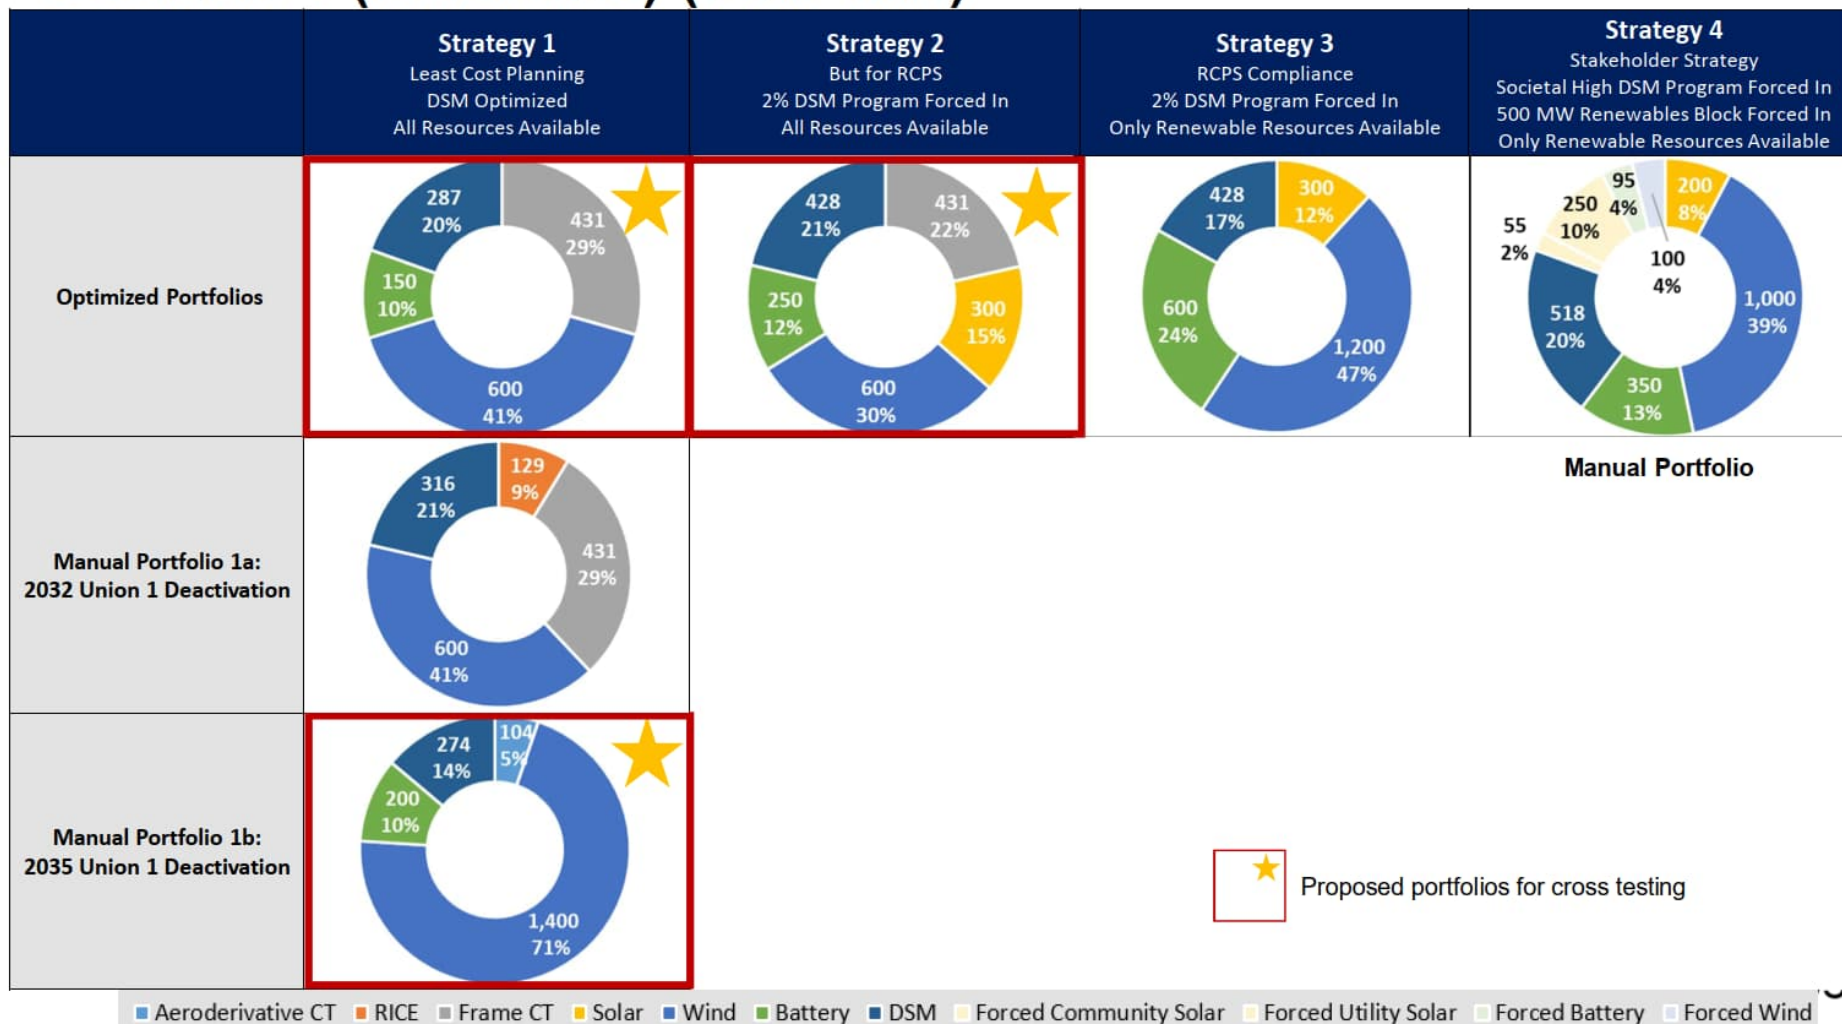 Strategy 1
Least Cost Planning
DSM Optimized
All Resources Available
Strategy 2
But for RCPS
2% DSM Program Forced In
All Resources Available
Strategy 3
RCPS Compliance
2% DSM Program Forced In
Only Renewable Resources Available
Strategy 4
Stakeholder Strategy
Societal High DSM Program Forced In
500 MW Renewables Block Forced In
Only Renewable Resources Available
Optimized Portfolios
287
20%
431
29%
150
10%
600
41%
428
21%
431
22%
250
12%
300
15%
600
30%
428
17%
300
12%
600
24%
1,200
47%
95
4%
200
8%
250
10%
55
2%
100
4%
1,000
39%
518
20%
350
13%
Manual Portfolio
Manual Portfolio 1a:
2032 Union 1 Deactivation
129
9%
316
21%
431
29%
600
41%
Manual Portfolio 1b:
2035 Union 1 Deactivation
104
5%
274
14%
200
10%
1,400
71%
Proposed portfolios for cross testing
Aeroderivative CT RICE Frame CT Solar Wind Battery DSM Forced Community Solar Forced Utility Solar Forced Battery Forced Wind